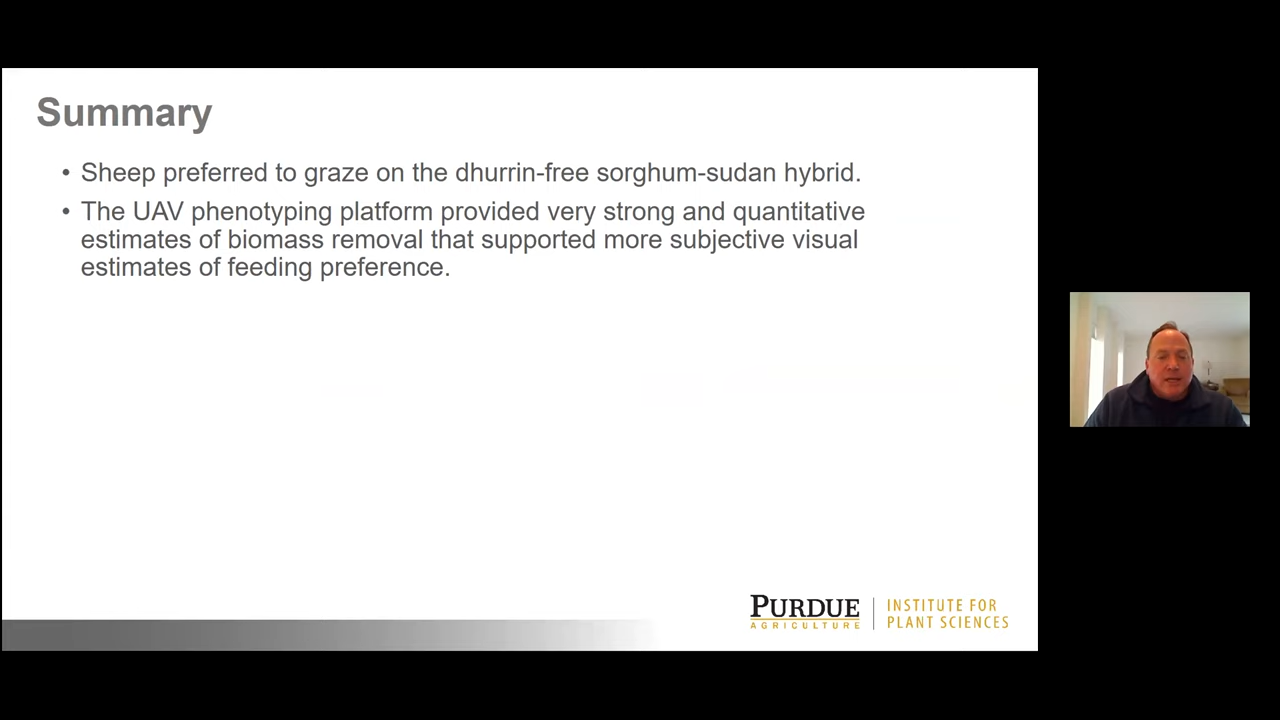 Summary
• Sheep preferred to graze on the dhurrin-free sorghum-sudan hybrid.
• The UAV phenotyping platform provided very strong and quantitative
estimates of biomass removal that supported more subjective visual
estimates of feeding preference.
PURDUE
AGRICULTURE
INSTITUTE FOR
PLANT SCIENCES